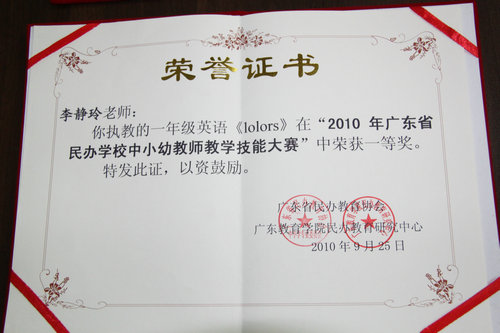 荣誉证书
李静玲老师：
你执教的一年级英语《lolors》在“2010 年广东省
民办学校中小幼教师教学技能大赛”中荣获一等奖。
特发此证，以资鼓励。
广东省民办教育协会
广东教育学院民办教育研究中心
2010年9月25日